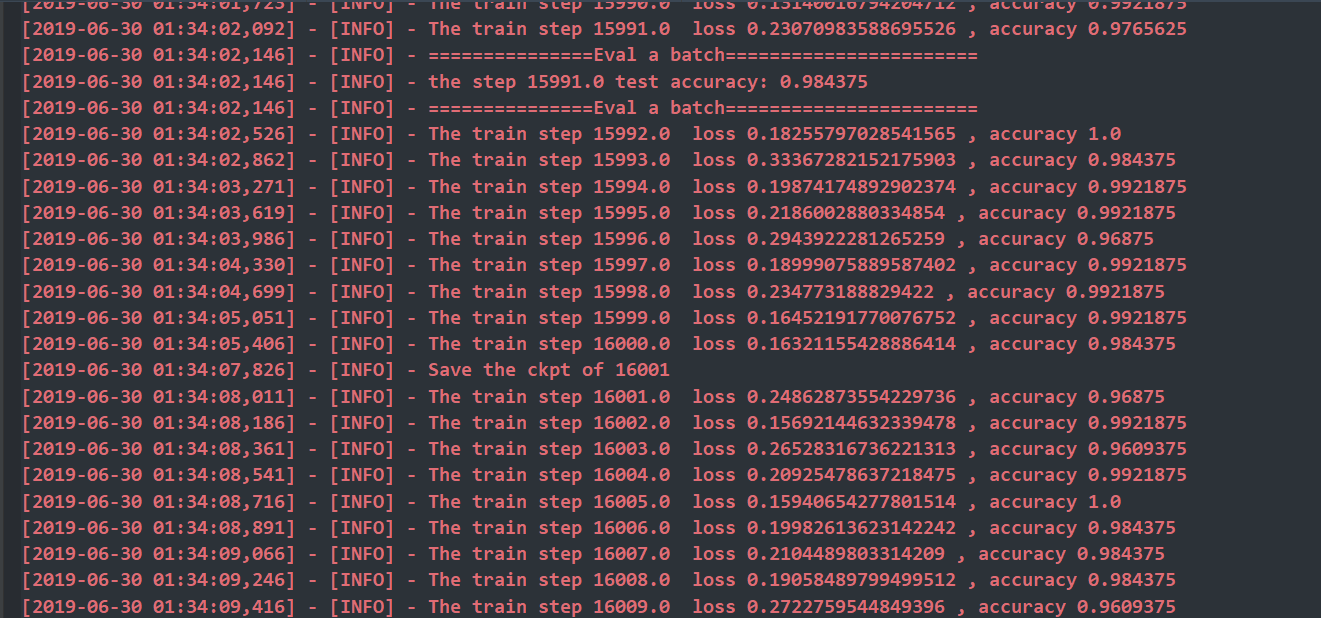 [2019-06-30 01:34:01,723] - [INFO] - The train step 15990.0  loss 0.13140016794204712 , accuracy 0.9921875
[2019-06-30 01:34:02,092] - [INFO] - The train step 15991.0  loss 0.23070983588695526 , accuracy 0.9765625
[2019-06-30 01:34:02,146] - [INFO] - ===============Eval a batch=======================
[2019-06-30 01:34:02,146] - [INFO] - the step 15991.0 test accuracy: 0.984375
[2019-06-30 01:34:02,146] - [INFO] - ===============Eval a batch=======================
[2019-06-30 01:34:02,526] - [INFO] - The train step 15992.0  loss 0.18255797028541565 , accuracy 1.0
[2019-06-30 01:34:02,862] - [INFO] - The train step 15993.0  loss 0.33367282152175903 , accuracy 0.984375
[2019-06-30 01:34:03,271] - [INFO] - The train step 15994.0  loss 0.19874174892902374 , accuracy 0.9921875
[2019-06-30 01:34:03,619] - [INFO] - The train step 15995.0  loss 0.2186002880334854 , accuracy 0.9921875
[2019-06-30 01:34:03,986] - [INFO] - The train step 15996.0  loss 0.2943922281265259 , accuracy 0.96875
[2019-06-30 01:34:04,330] - [INFO] - The train step 15997.0  loss 0.18999075889587402 , accuracy 0.9921875
[2019-06-30 01:34:04,699] - [INFO] - The train step 15998.0  loss 0.234773188829422 , accuracy 0.9921875
[2019-06-30 01:34:05,051] - [INFO] - The train step 15999.0  loss 0.16452191770076752 , accuracy 0.9921875
[2019-06-30 01:34:05,406] - [INFO] - The train step 16000.0  loss 0.16321155428886414 , accuracy 0.984375
[2019-06-30 01:34:07,826] - [INFO] - Save the ckpt of 16001
[2019-06-30 01:34:08,011] - [INFO] - The train step 16001.0  loss 0.24862873554229736 , accuracy 0.96875
[2019-06-30 01:34:08,186] - [INFO] - The train step 16002.0  loss 0.15692144632339478 , accuracy 0.9921875
[2019-06-30 01:34:08,361] - [INFO] - The train step 16003.0  loss 0.26528316736221313 , accuracy 0.9609375
[2019-06-30 01:34:08,541] - [INFO] - The train step 16004.0  loss 0.20925478637218475 , accuracy 0.9921875
[2019-06-30 01:34:08,716] - [INFO] - The train step 16005.0  loss 0.15940654277801514 , accuracy 1.0
[2019-06-30 01:34:08,891] - [INFO] - The train step 16006.0  loss 0.19982613623142242 , accuracy 0.984375
[2019-06-30 01:34:09,066] - [INFO] - The train step 16007.0  loss 0.2104489803314209 , accuracy 0.984375
[2019-06-30 01:34:09,246] - [INFO] - The train step 16008.0  loss 0.19058489799499512 , accuracy 0.984375
[2019-06-30 01:34:09,416] - [INFO] - The train step 16009.0  loss 0.2722759544849396 , accuracy 0.9609375